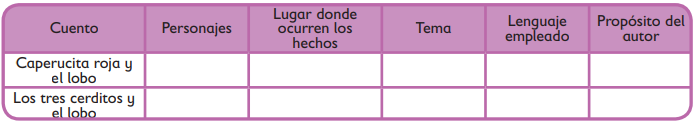 Cuento
Personajes
Lugar donde
ocurren los
hechos
Tema
Lenguaje
empleado
Propósito del
autor
Caperucita roja y
el lobo
Los tres cerditos y
el lobo